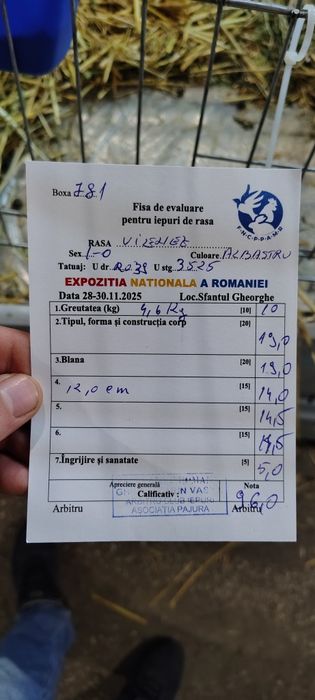 Boxa 781
Fisa de evaluare
pentru iepuri de rasa
F.N.C.P.P.A.M.R
RASA VIENEZ
Sex 1-0 Culoare ALBASTRU
Tatuaj: U dr. RO39 U stg. 3525
EXPOZITIA NATIONALA A ROMANIEI
Data 28-30.11.2025 Loc.Sfantul Gheorghe
1.Greutatea (kg) 4,6 Kg [10] 10
2.Tipul, forma și construcția corp [20] 19,0
3.Blana [20] 19,0
4. 12,0 cm [15] 14,0
5. [15] 14,5
6. [15] 14,5
7.Îngrijire și sanatate [5] 5,0
Apreciere generală Nota
Calificativ : 96,0
ARBITRU CLUB IEPURI
ASOCIATIA PAJURA
Arbitru Arbitru